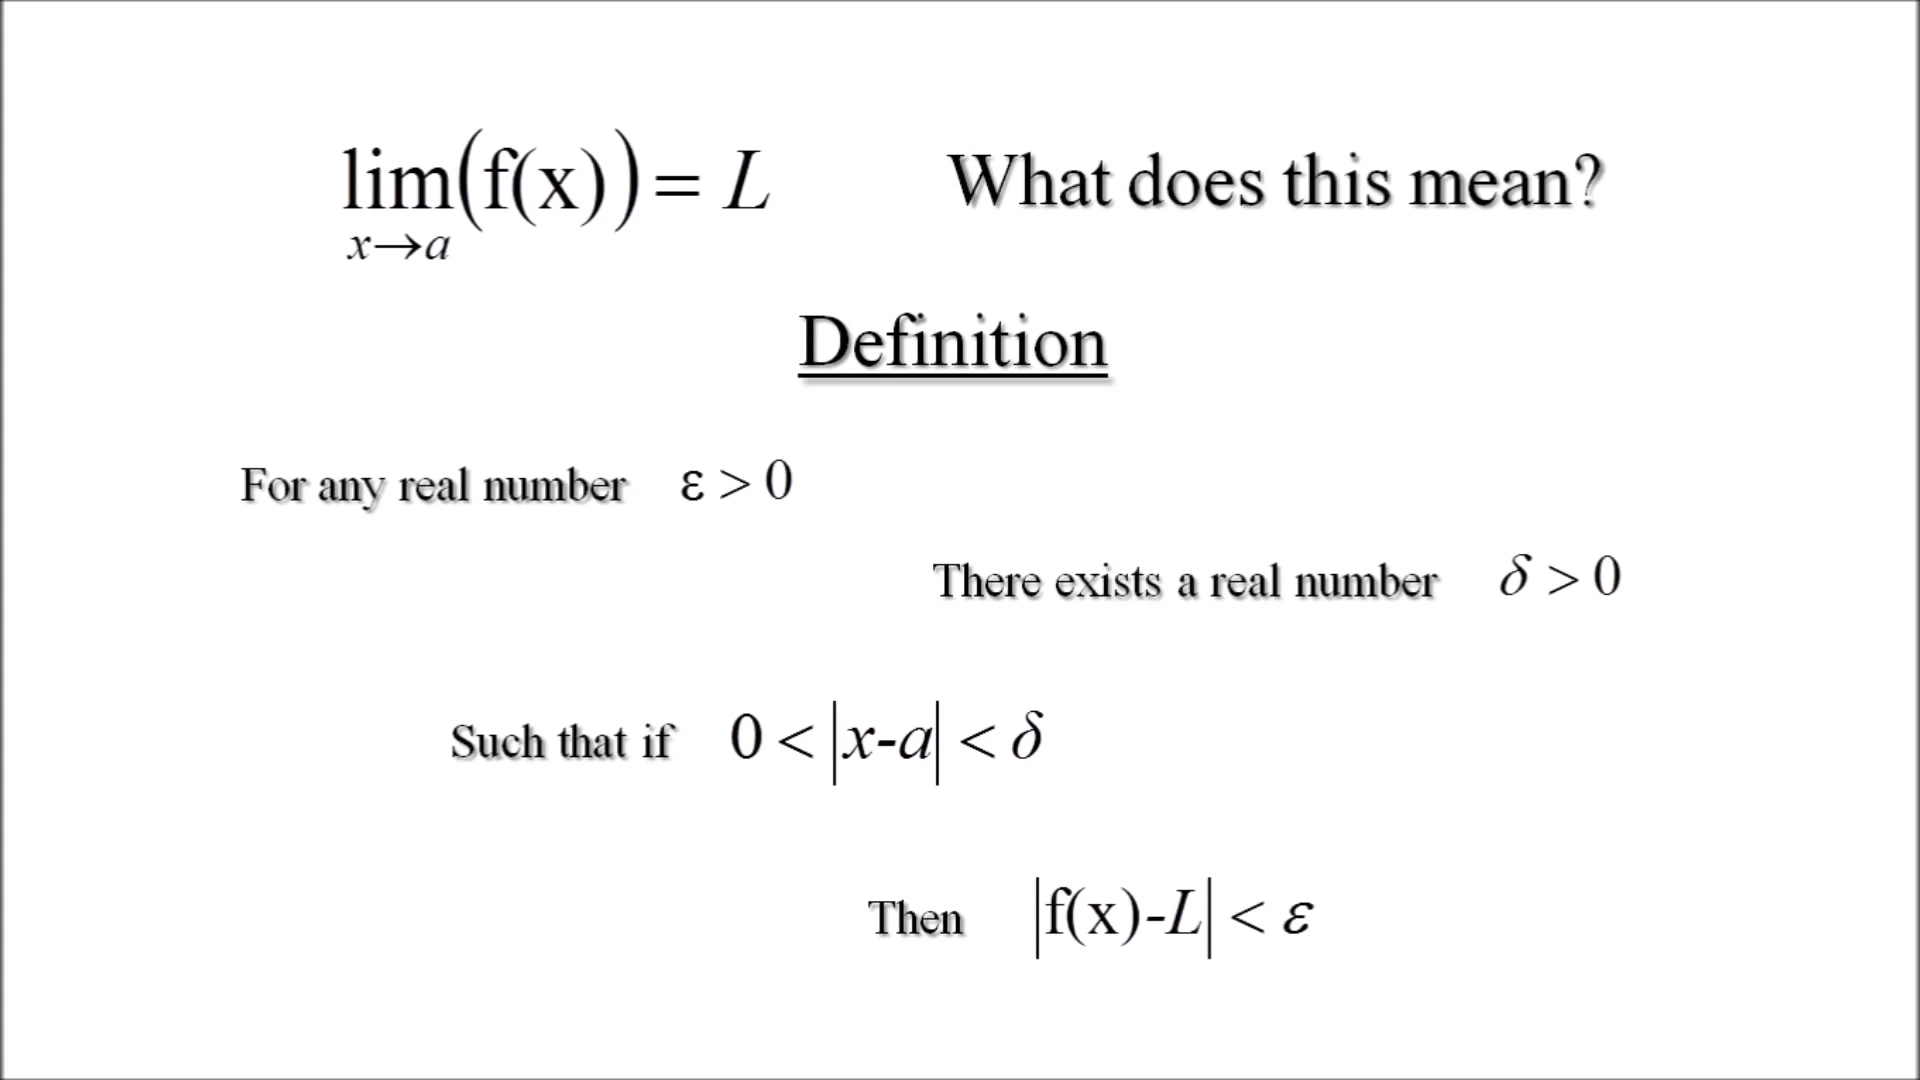 lim(f(x)) = L What does this mean?
x→a
Definition
For any real number ε > 0
There exists a real number δ > 0
Such that if 0 < |x-a| < δ
Then |f(x)-L| < ε